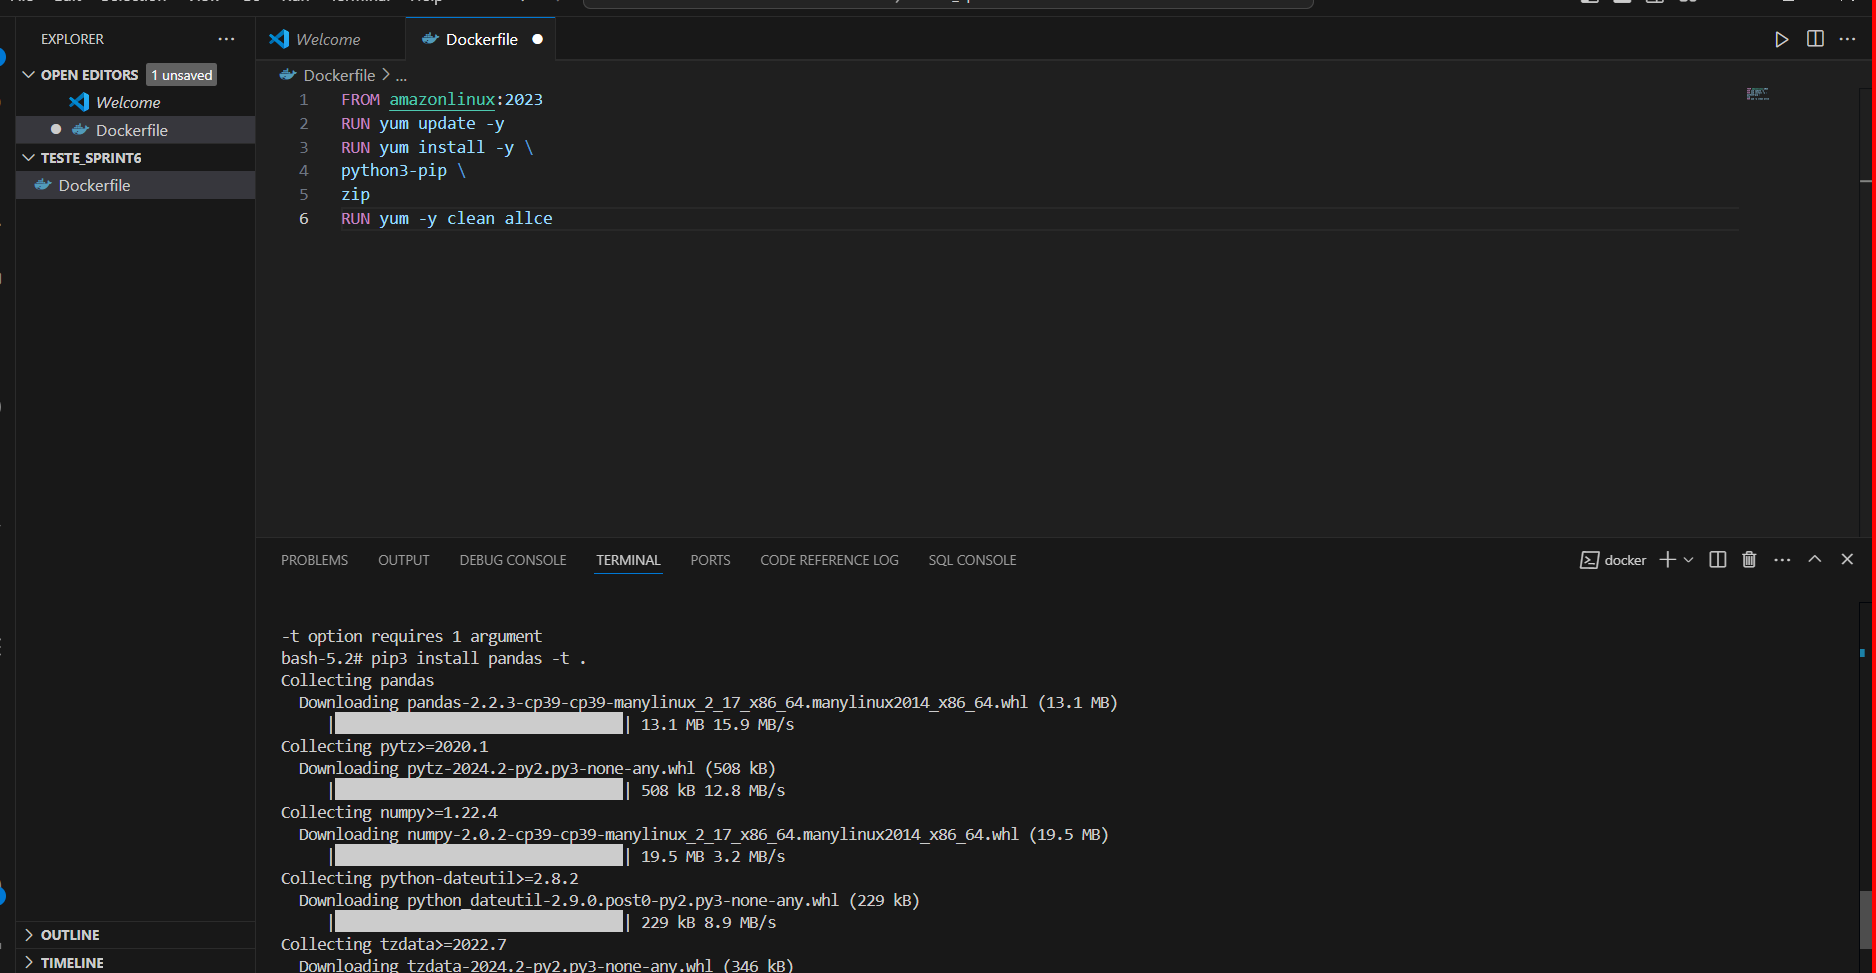 EXPLORER
OPEN EDITORS 1 unsaved
Welcome
Dockerfile
TESTE_SPRINT6
Dockerfile
OUTLINE
TIMELINE
Welcome
Dockerfile
Dockerfile > ...
1 FROM amazonlinux:2023
2 RUN yum update -y
3 RUN yum install -y \
4 python3-pip \
5 zip
6 RUN yum -y clean allce
PROBLEMS OUTPUT DEBUG CONSOLE TERMINAL PORTS CODE REFERENCE LOG SQL CONSOLE docker
-t option requires 1 argument
bash-5.2# pip3 install pandas -t .
Collecting pandas
Downloading pandas-2.2.3-cp39-cp39-manylinux_2_17_x86_64.manylinux2014_x86_64.whl (13.1 MB)
| | 13.1 MB 15.9 MB/s
Collecting pytz>=2020.1
Downloading pytz-2024.2-py2.py3-none-any.whl (508 kB)
| | 508 kB 12.8 MB/s
Collecting numpy>=1.22.4
Downloading numpy-2.0.2-cp39-cp39-manylinux_2_17_x86_64.manylinux2014_x86_64.whl (19.5 MB)
| | 19.5 MB 3.2 MB/s
Collecting python-dateutil>=2.8.2
Downloading python_dateutil-2.9.0.post0-py2.py3-none-any.whl (229 kB)
| | 229 kB 8.9 MB/s
Collecting tzdata>=2022.7
Downloading tzdata-2024.2-py2.py3-none-any.whl (346 kB)